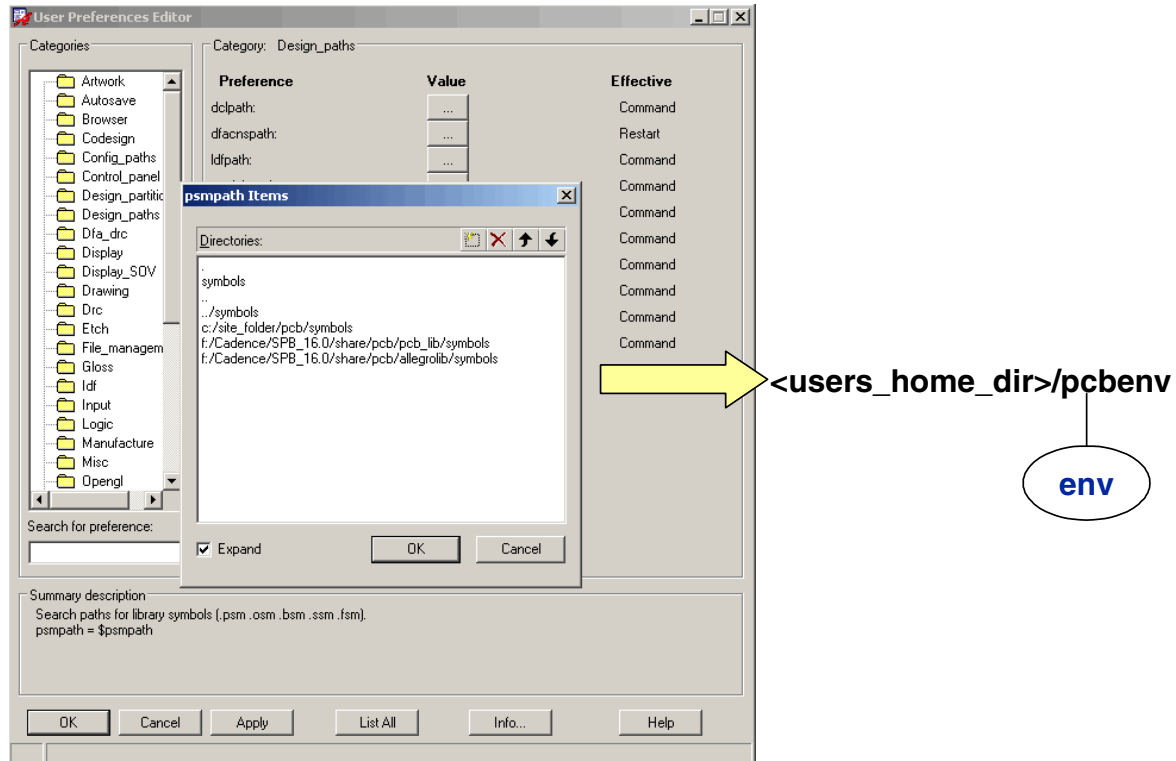 User Preferences Editor
Categories
Category: Design_paths
Artwork
Autosave
Browser
Codesign
Config_paths
Control_panel
Design_partitic
Design_paths
Dfa_drc
Display
Display_SOV
Drawing
Drc
Etch
File_managem
Gloss
Idf
Input
Logic
Manufacture
Misc
Opengl
Search for preference:
Preference Value Effective
dclpath: ... Command
dfacnspath: ... Restart
ldfpath: ... Command
Command
Command
Command
Command
Command
Command
Command
psmpath Items
Directories:
.
symbols
..
../symbols
c:/site_folder/pcb/symbols
f:/Cadence/SPB_16.0/share/pcb/pcb_lib/symbols
f:/Cadence/SPB_16.0/share/pcb/allegrolib/symbols
Expand OK Cancel
<users_home_dir>/pcbenv
env
Summary description
Search paths for library symbols (.psm .osm .bsm .ssm .fsm).
psmpath = $psmpath
OK Cancel Apply List All Info... Help